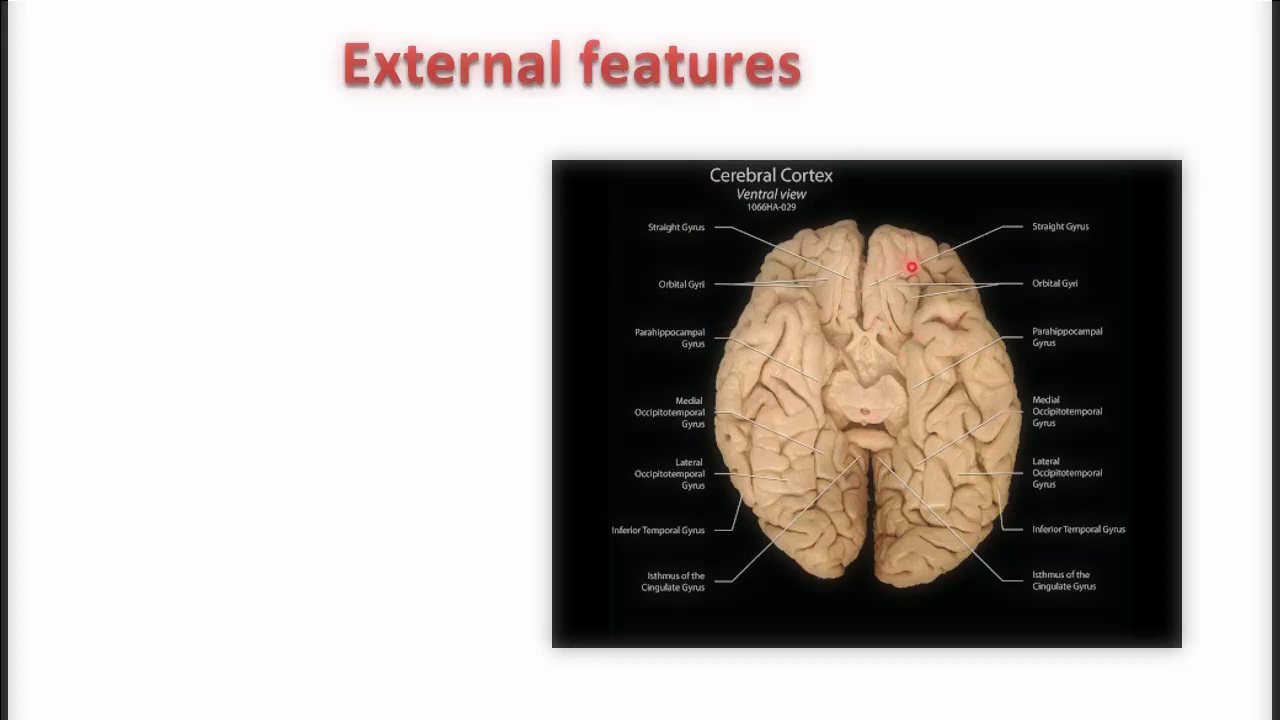 External features
Cerebral Cortex
Ventral view
1066HA-029
Straight Gyrus
Orbital Gyri
Parahippocampal
Gyrus
Medial
Occipitotemporal
Gyrus
Lateral
Occipitotemporal
Gyrus
Inferior Temporal Gyrus
Isthmus of the
Cingulate Gyrus
Straight Gyrus
Orbital Gyri
Parahippocampal
Gyrus
Medial
Occipitotemporal
Gyrus
Lateral
Occipitotemporal
Gyrus
Inferior Temporal Gyrus
Isthmus of the
Cingulate Gyrus